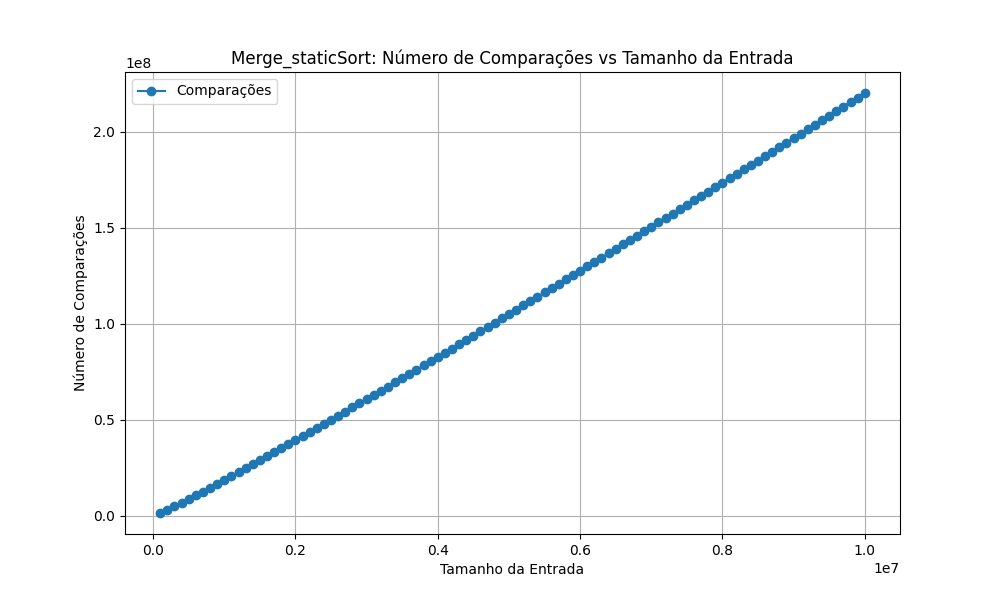 Merge_staticSort: Número de Comparações vs Tamanho da Entrada
1e8
Comparações
2.0
1.5
1.0
0.5
0.0
Número de Comparações
0.0 0.2 0.4 0.6 0.8 1.0
1e7
Tamanho da Entrada